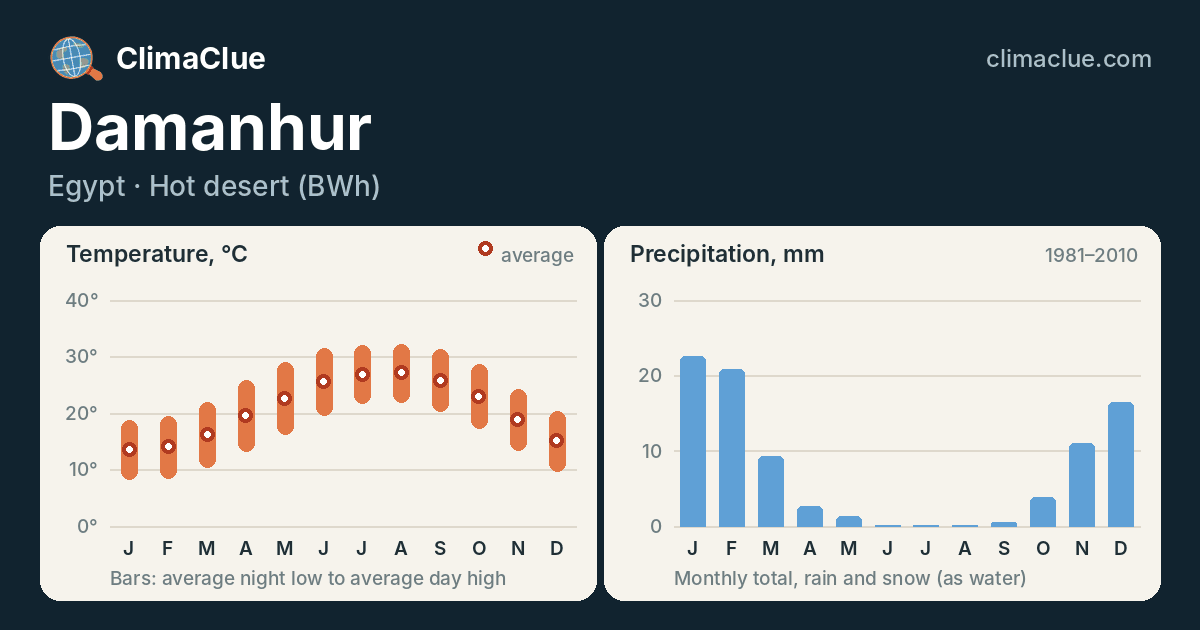 ClimaClue
climaclue.com
Damanhur
Egypt · Hot desert (BWh)
Temperature, °C
average
40°
30°
20°
10°
0°
J F M A M J J A S O N D
Bars: average night low to average day high
Precipitation, mm
1981–2010
30
20
10
0
J F M A M J J A S O N D
Monthly total, rain and snow (as water)